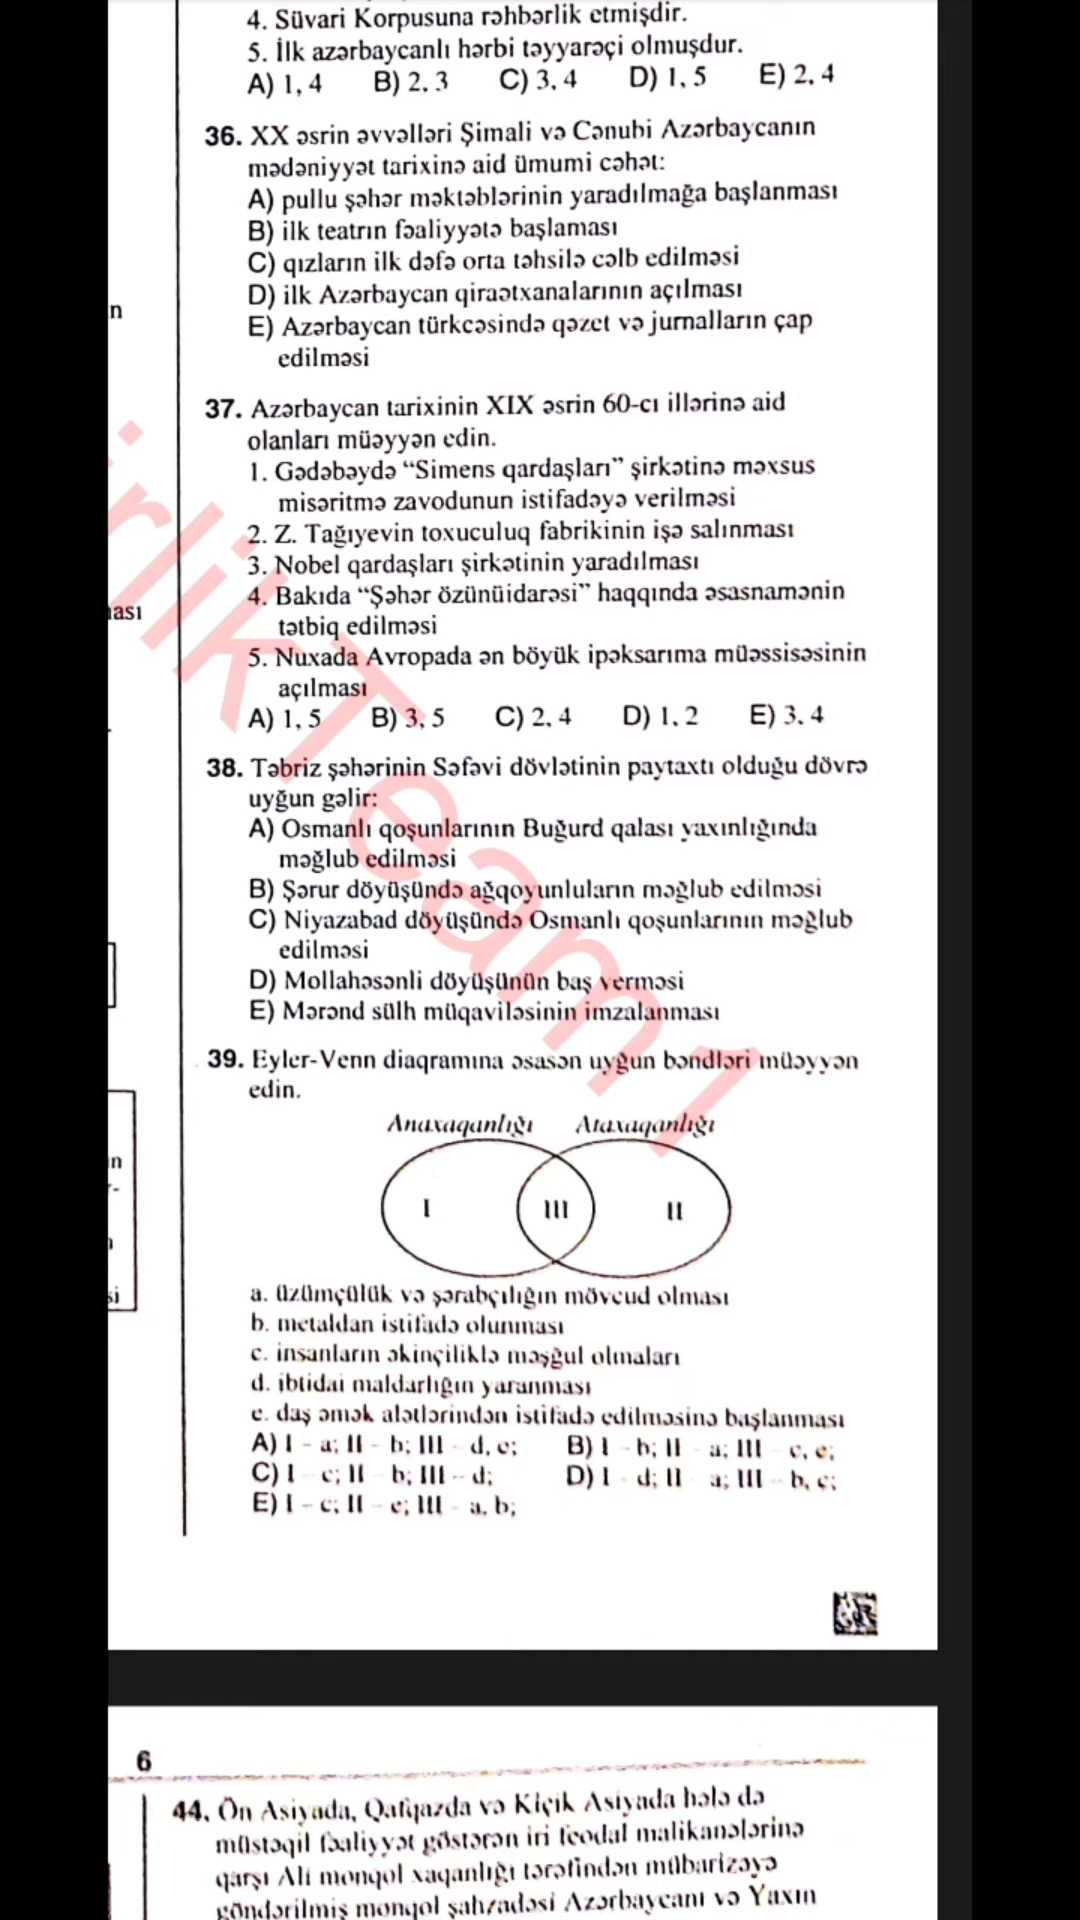 4. Süvari Korpusuna rəhbərlik etmişdir.
5. İlk azərbaycanlı hərbi təyyarəçi olmuşdur.
A) 1, 4 B) 2, 3 C) 3, 4 D) 1, 5 E) 2, 4
36. XX əsrin əvvəlləri Şimali və Cənubi Azərbaycanın
mədəniyyət tarixinə aid ümumi cəhət:
A) pullu şəhər məktəblərinin yaradılmağa başlanması
B) ilk teatrın fəaliyyətə başlaması
C) qızların ilk dəfə orta təhsilə cəlb edilməsi
D) ilk Azərbaycan qiraətxanalarının açılması
E) Azərbaycan türkcəsində qəzet və jurnalların çap
edilməsi
37. Azərbaycan tarixinin XIX əsrin 60-cı illərinə aid
olanları müəyyən edin.
1. Gədəbəydə “Simens qardaşları” şirkətinə məxsus
misəritmə zavodunun istifadəyə verilməsi
2. Z. Tağıyevin toxuculuq fabrikinin işə salınması
3. Nobel qardaşları şirkətinin yaradılması
4. Bakıda “Şəhər özünüidarəsi” haqqında əsasnamənin
tətbiq edilməsi
5. Nuxada Avropada ən böyük ipəksarıma müəssisəsinin
açılması
A) 1, 5 B) 3, 5 C) 2, 4 D) 1, 2 E) 3, 4
38. Təbriz şəhərinin Səfəvi dövlətinin paytaxtı olduğu dövrə
uyğun gəlir:
A) Osmanlı qoşunlarının Buğurd qalası yaxınlığında
məğlub edilməsi
B) Şərur döyüşündə ağqoyunluların məğlub edilməsi
C) Niyazabad döyüşündə Osmanlı qoşunlarının məğlub
edilməsi
D) Mollahəsənli döyüşünün baş verməsi
E) Mərənd sülh müqaviləsinin imzalanması
39. Eyler-Venn diaqramına əsasən uyğun bəndləri müəyyən
edin.
Anaxaqanlığı Ataxaqanlığı
I III II
a. üzümçülük və şərabçılığın mövcud olması
b. metaldan istifadə olunması
c. insanların əkinçiliklə məşğul olmaları
d. ibtidai maldarlığın yaranması
e. daş əmək alətlərindən istifadə edilməsinə başlanması
A) I – a; II – b; III – d, e; B) I – b; II – a; III – c, e;
C) I – c; II – b; III – d; D) I – d; II – a; III – b, c;
E) I – c; II – e; III – a, b;
n
ası
n
si
irlikTeam1
6
44. Ön Asiyada, Qafqazda və Kiçik Asiyada hələ də
müstəqil fəaliyyət göstərən iri feodal malikanələrinə
qarşı Ali monqol xaqanlığı tərəfindən mübarizəyə
göndərilmiş monqol şahzadəsi Azərbaycanı və Yaxın